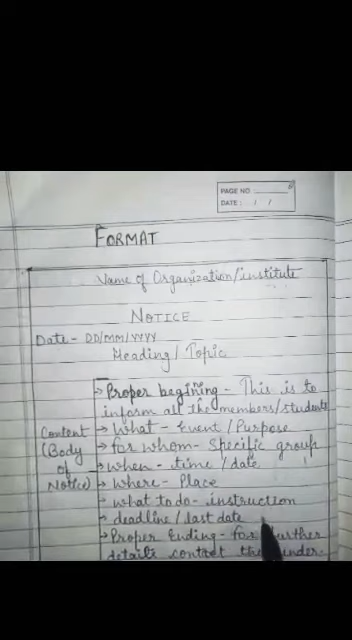 PAGE NO:
DATE: / /
FORMAT
Name of Organization/institute
NOTICE
Date- DD/MM/YYYY
Heading/Topic
→ Proper begining - This is to
inform all the members/students
Content → What - Event/Purpose
(Body → for whom- Specific group
of → when - time/date
Notice) → Where - Place
→ what to do - instruction
→ deadline/last date
→ Proper Ending- for further
details contact the under-